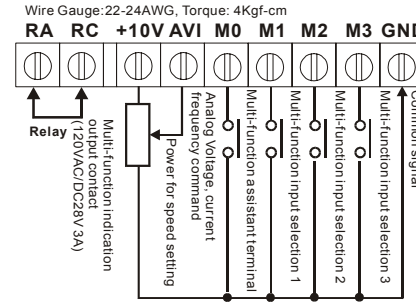 Wire Gauge:22-24AWG, Torque: 4Kgf-cm
RA RC +10V AVI M0 M1 M2 M3 GND
Relay
Multi-function indication
output contact
(120VAC/DC28V 3A)
Power for speed setting
Analog Voltage, current
frequency command
Multi-function assistant terminal
Multi-function input selection 1
Multi-function input selection 2
Multi-function input selection 3
Common signal